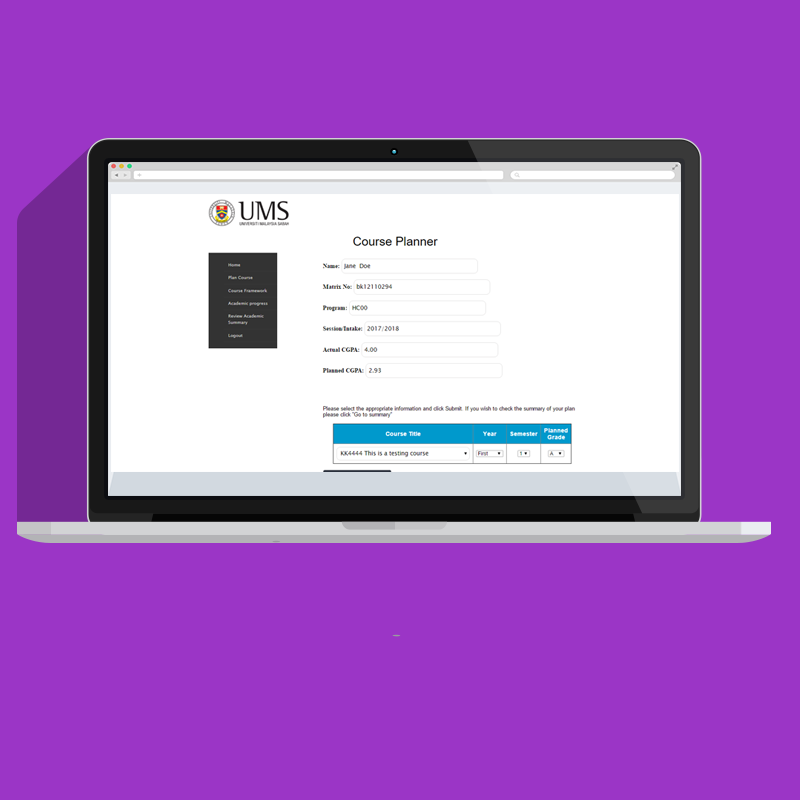 UMS
UNIVERSITI MALAYSIA SABAH
Course Planner
Home
Plan Course
Course Framework
Academic progress
Review Academic
Summary
Logout
Name: Jane Doe
Matrix No: bk12110294
Program: HC00
Session/Intake: 2017/2018
Actual CGPA: 4.00
Planned CGPA: 2.93
Please select the appropriate information and click Submit. If you wish to check the summary of your plan
please click "Go to summary"
Course Title Year Semester Planned
Grade
KK4444 This is a testing course First 1 A